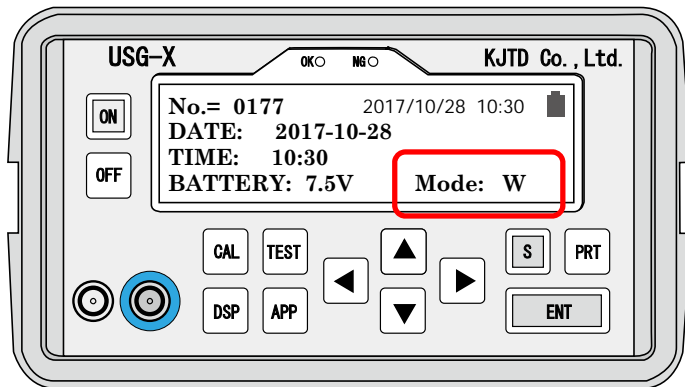 USG-X OK NG KJTD Co.,Ltd.
ON
OFF
No.= 0177 2017/10/28 10:30
DATE: 2017-10-28
TIME: 10:30
BATTERY: 7.5V Mode: W
CAL TEST S PRT
DSP APP ENT